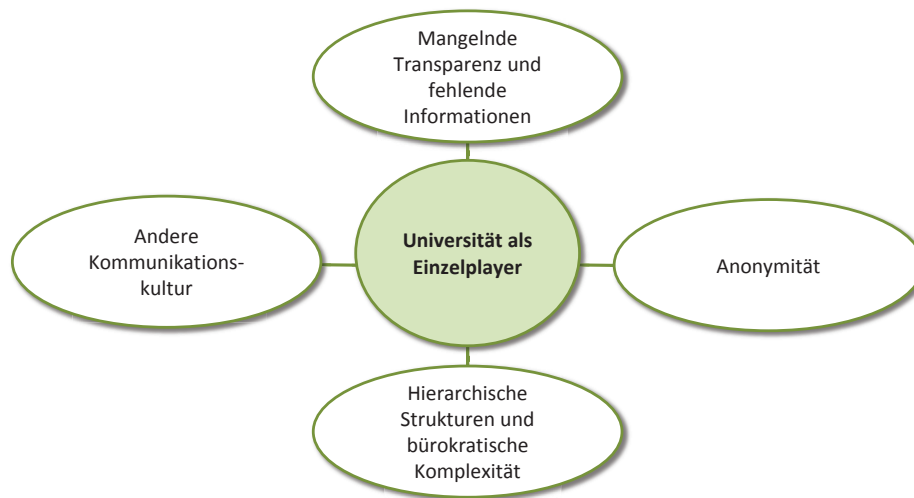 Mangelnde
Transparenz und
fehlende
Informationen
Andere
Kommunikations-
kultur
Universität als
Einzelplayer
Anonymität
Hierarchische
Strukturen und
bürokratische
Komplexität